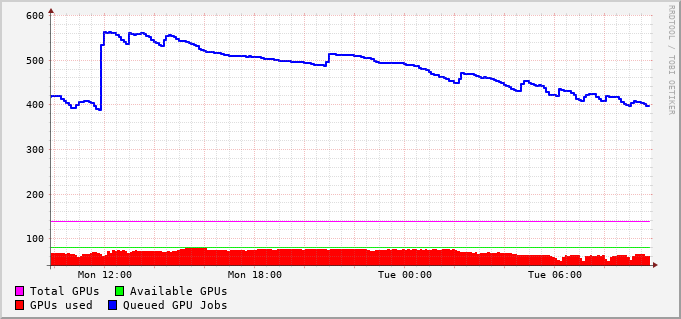 600
500
400
300
200
100
Mon 12:00 Mon 18:00 Tue 00:00 Tue 06:00
Total GPUs Available GPUs
GPUs used Queued GPU Jobs
RRDTOOL / TOBI OETIKER